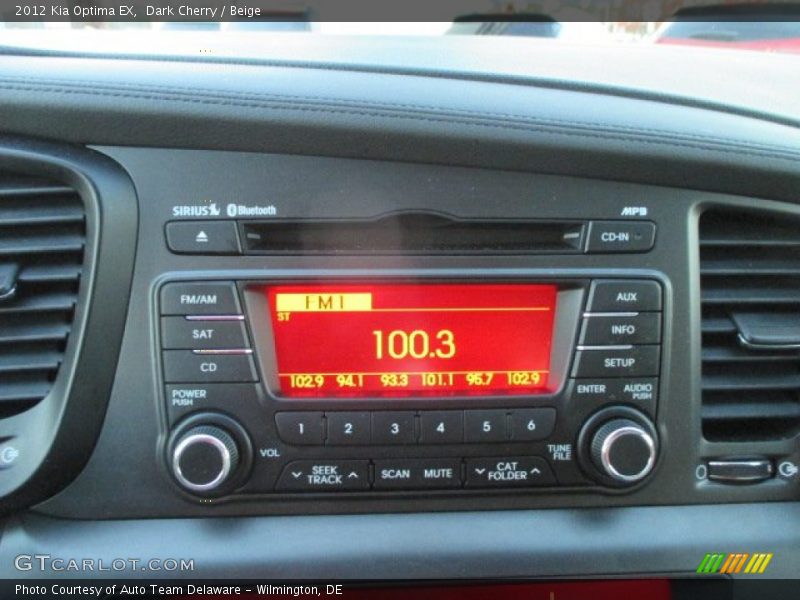 2012 Kia Optima EX, Dark Cherry / Beige
SIRIUS Bluetooth MP3
CD-IN
FM/AM FM 1 AUX
ST
SAT INFO
100.3
CD SETUP
102.9 94.1 93.3 101.1 95.7 102.9
POWER PUSH ENTER AUDIO PUSH
1 2 3 4 5 6
VOL TUNE FILE
SEEK TRACK SCAN MUTE CAT FOLDER
GTCARLOT.COM
Photo Courtesy of Auto Team Delaware - Wilmington, DE